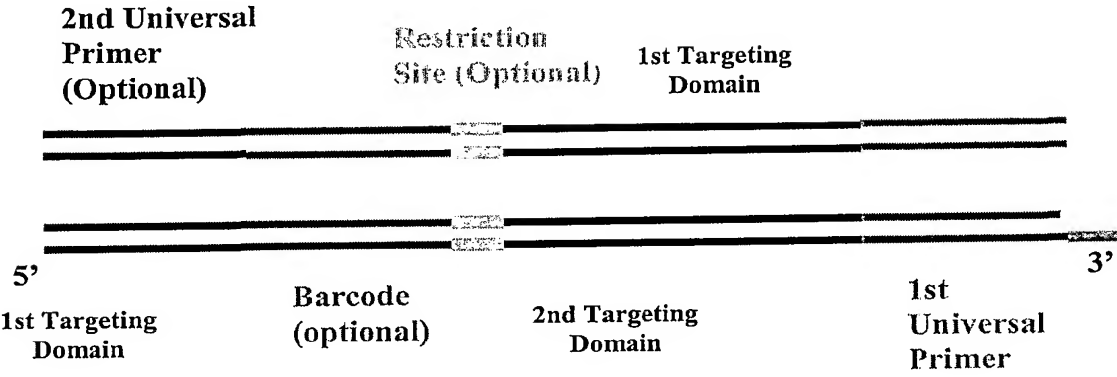 2nd Universal
Primer
(Optional)
Restriction
Site (Optional)
1st Targeting
Domain
5’
3’
1st Targeting
Domain
Barcode
(optional)
2nd Targeting
Domain
1st
Universal
Primer